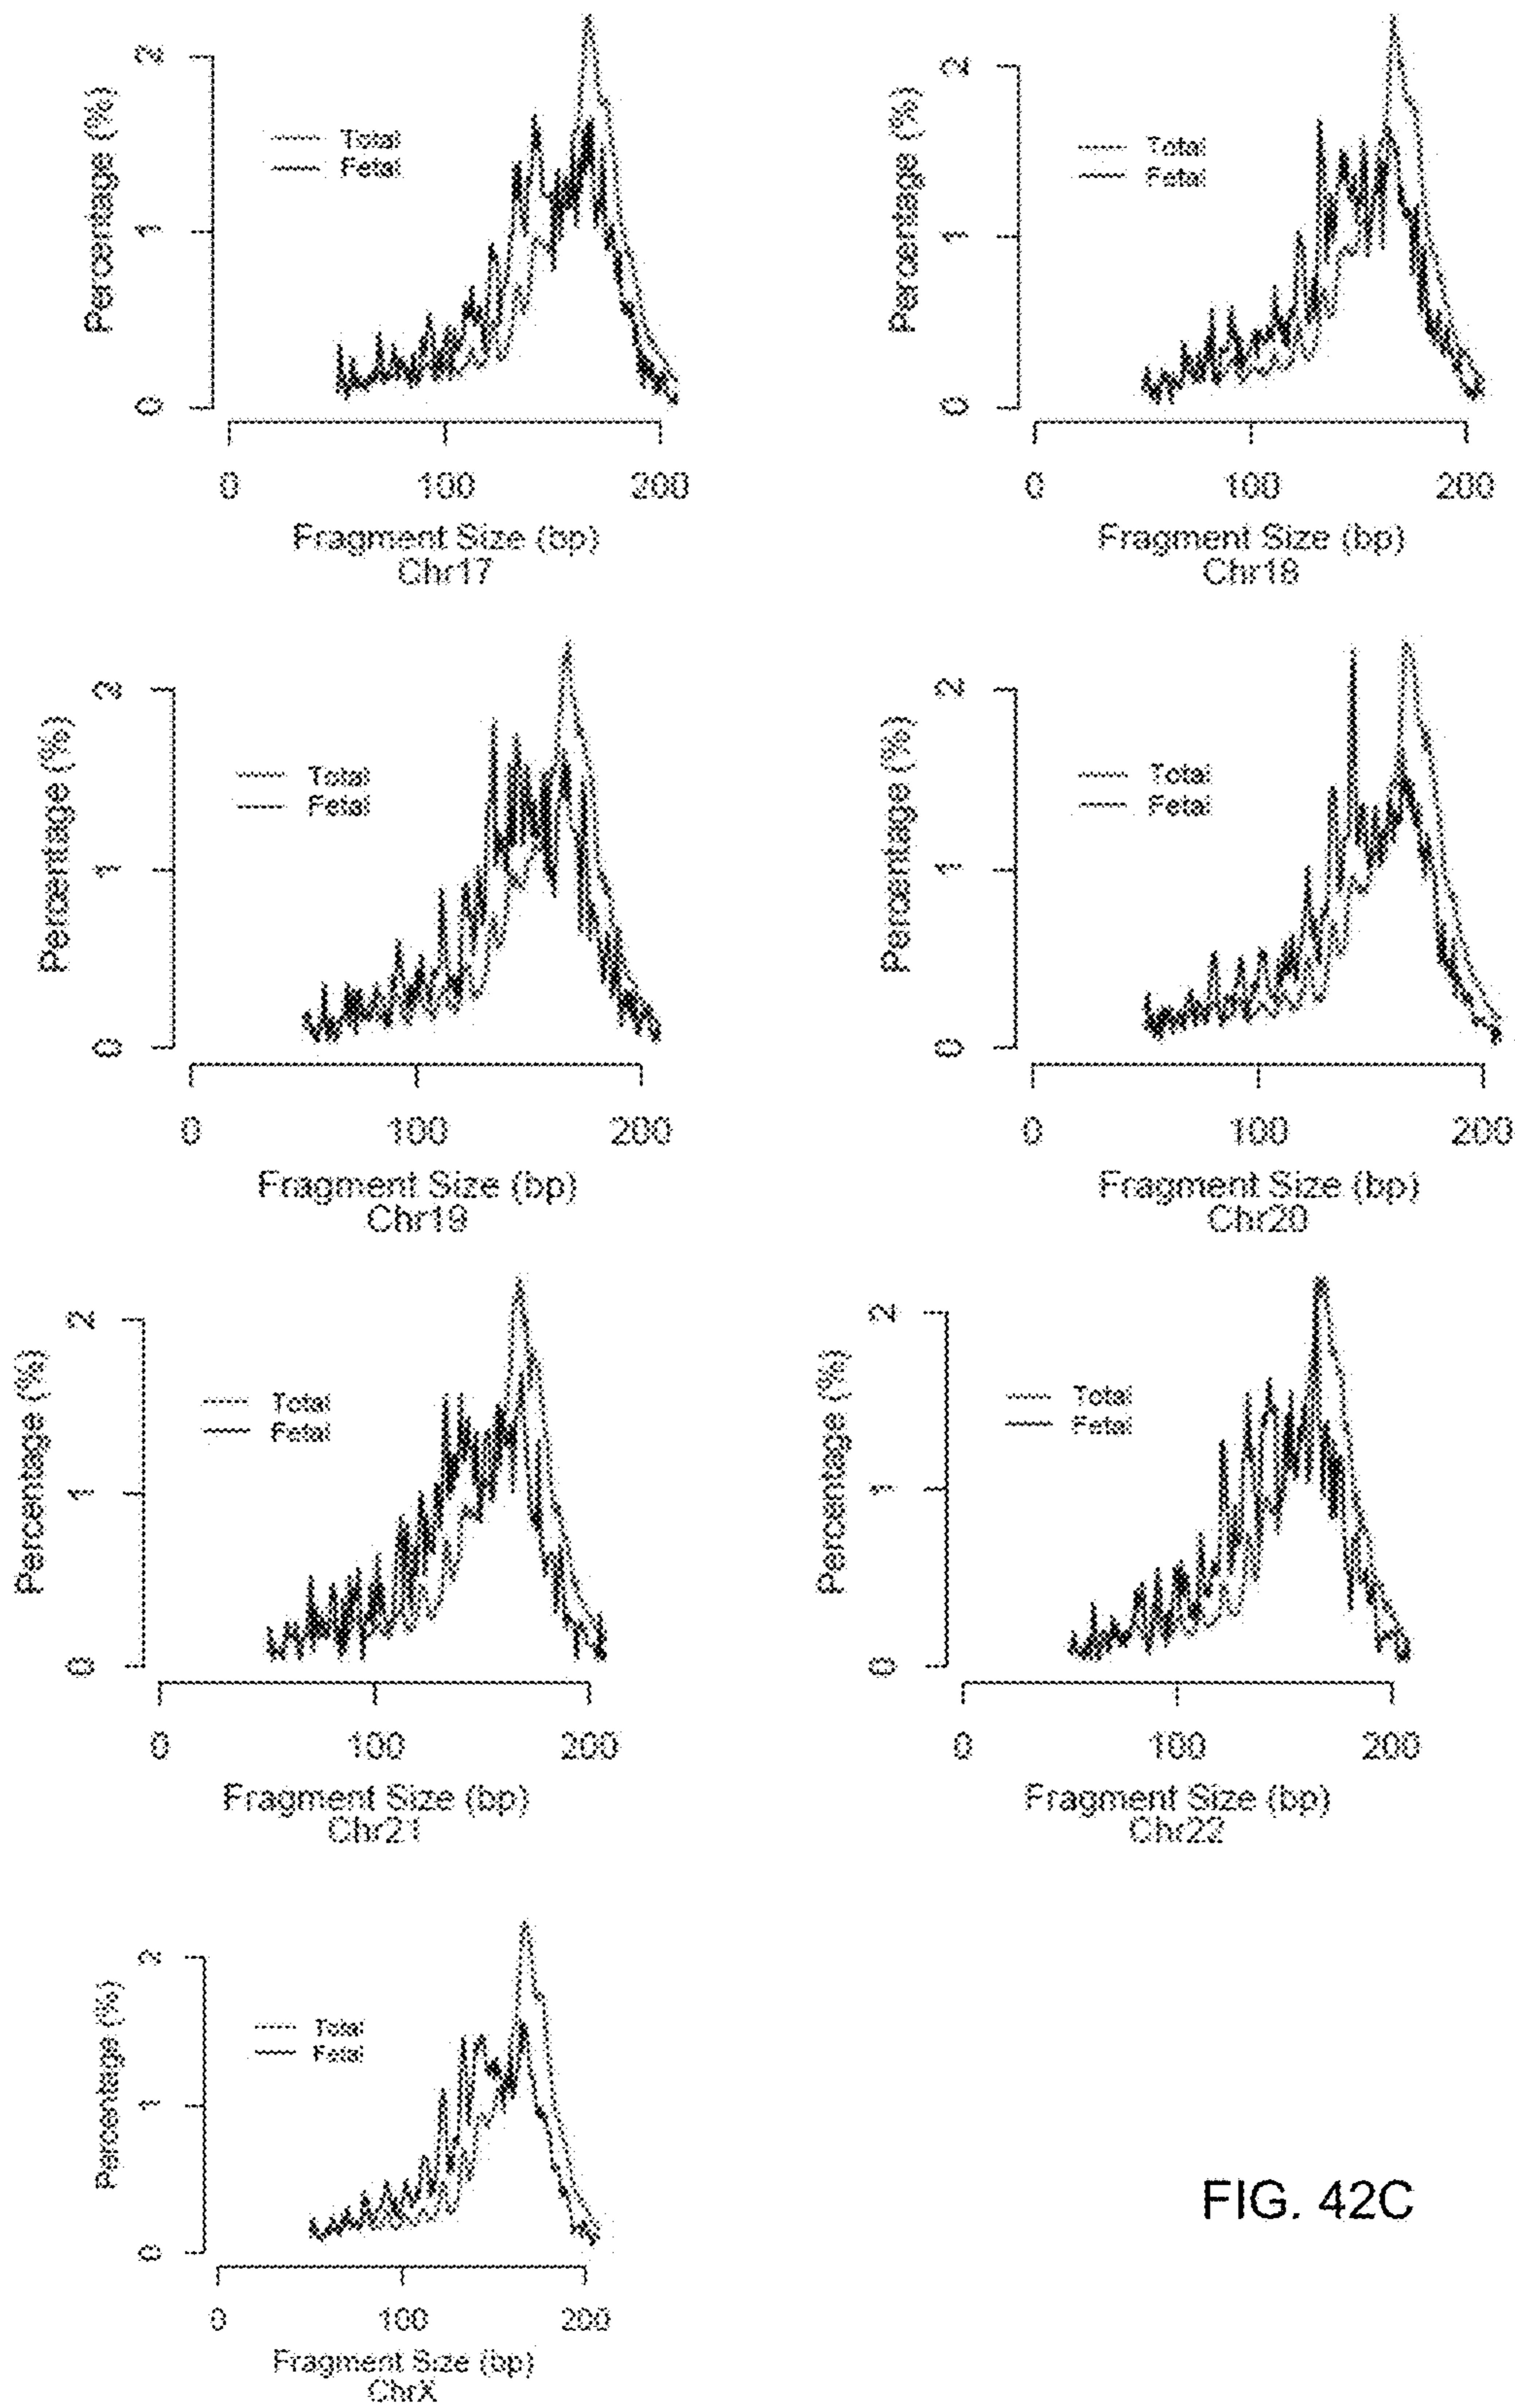 Percentage (%)
2
1
0
Total
Fetal
0 100 200
Fragment Size (bp)
Chr17
Percentage (%)
2
1
0
Total
Fetal
0 100 200
Fragment Size (bp)
Chr18
Percentage (%)
2
1
0
Total
Fetal
0 100 200
Fragment Size (bp)
Chr19
Percentage (%)
2
1
0
Total
Fetal
0 100 200
Fragment Size (bp)
Chr20
Percentage (%)
2
1
0
Total
Fetal
0 100 200
Fragment Size (bp)
Chr21
Percentage (%)
2
1
0
Total
Fetal
0 100 200
Fragment Size (bp)
Chr22
Percentage (%)
2
1
0
Total
Fetal
0 100 200
Fragment Size (bp)
ChrX
FIG. 42C